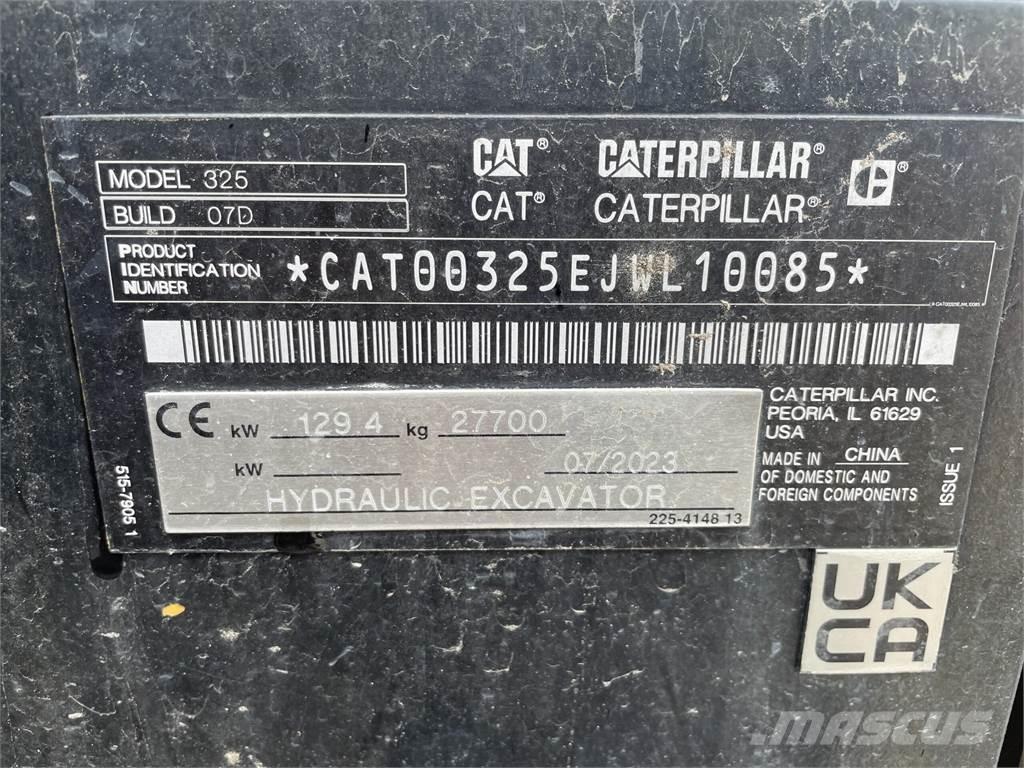 CAT® CATERPILLAR®
MODEL 325
CAT® CATERPILLAR®
BUILD 07D
PRODUCT IDENTIFICATION NUMBER *CAT00325EJWL10085*
*CAT00325EJWL10085*
CE kW 129.4 kg 27700
kW 07/2023
HYDRAULIC EXCAVATOR
225-4148 13
CATERPILLAR INC.
PEORIA, IL 61629
USA
MADE IN CHINA
OF DOMESTIC AND
FOREIGN COMPONENTS
515-7905 1
ISSUE 1
UK
CA
MASCUS